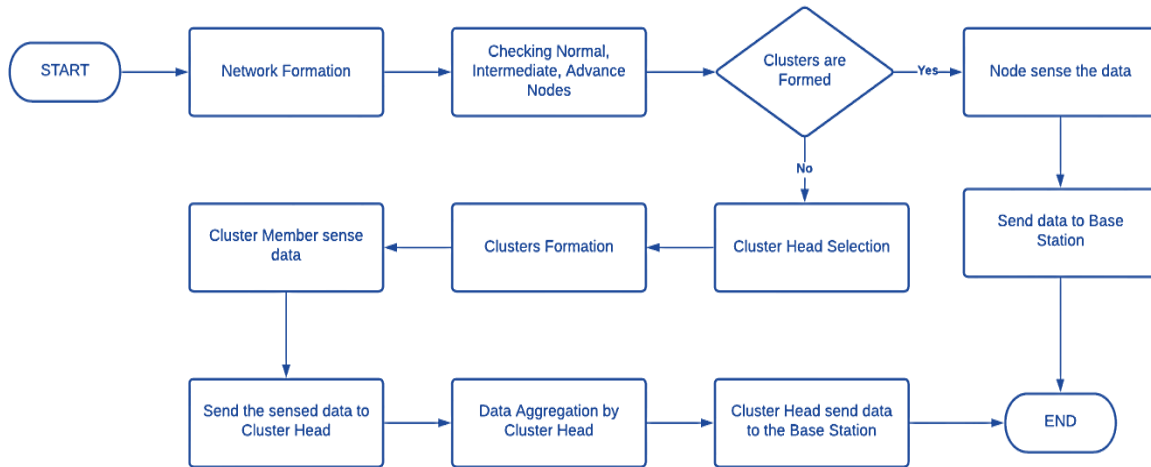 START
Network Formation
Checking Normal,
Intermediate, Advance
Nodes
Clusters are
Formed
Yes
Node sense the data
No
Cluster Member sense
data
Clusters Formation
Cluster Head Selection
Send data to Base
Station
Send the sensed data to
Cluster Head
Data Aggregation by
Cluster Head
Cluster Head send data
to the Base Station
END